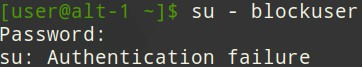 [user@alt-1 ~]$ su - blockuser
Password:
su: Authentication failure